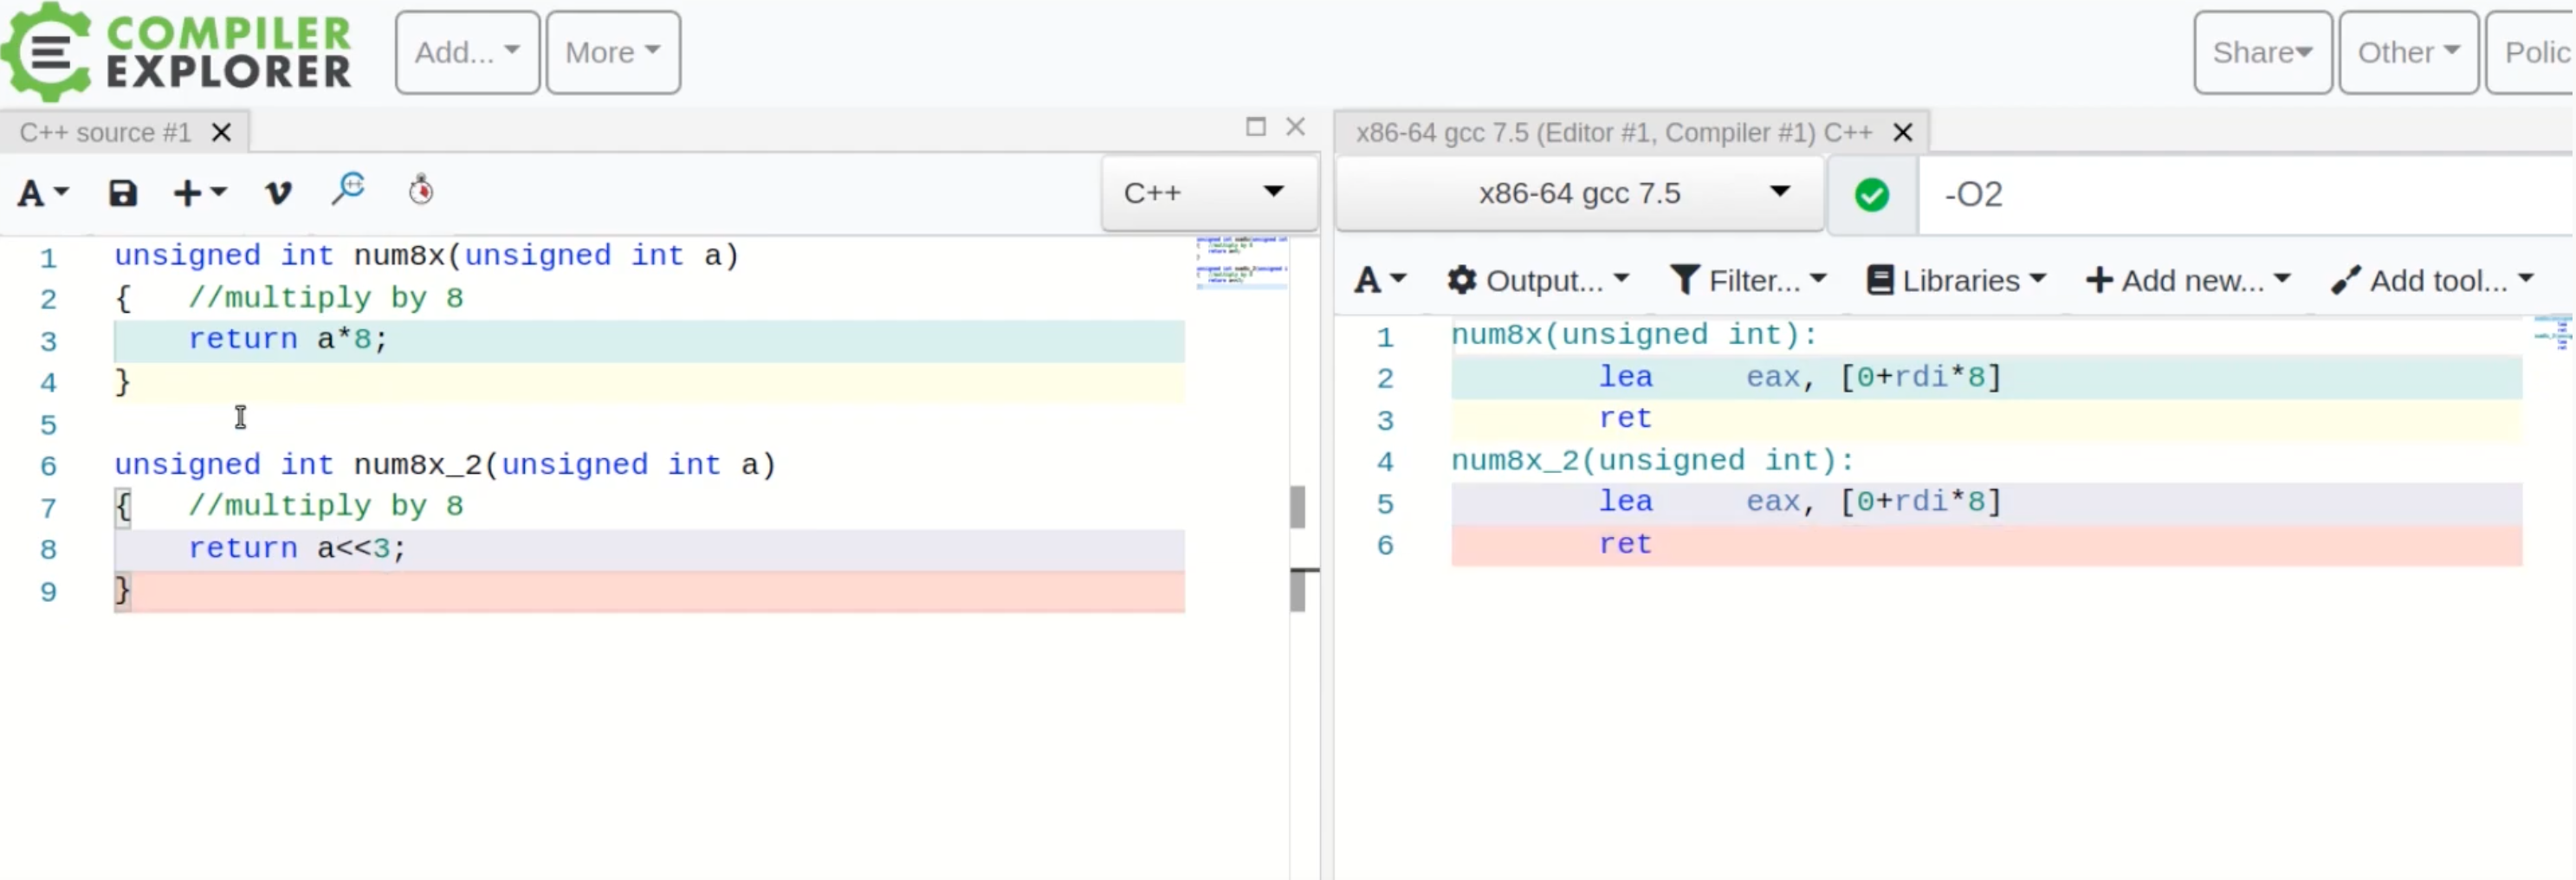 COMPILER
EXPLORER
Add...
More
Share
Other
Polic
C++ source #1
x86-64 gcc 7.5 (Editor #1, Compiler #1) C++
A
C++
x86-64 gcc 7.5
-O2
A
Output...
Filter...
Libraries
Add new...
Add tool...
1 unsigned int num8x(unsigned int a)
2 { //multiply by 8
3 return a*8;
4 }
5
6 unsigned int num8x_2(unsigned int a)
7 { //multiply by 8
8 return a<<3;
9 }
1 num8x(unsigned int):
2 lea eax, [0+rdi*8]
3 ret
4 num8x_2(unsigned int):
5 lea eax, [0+rdi*8]
6 ret